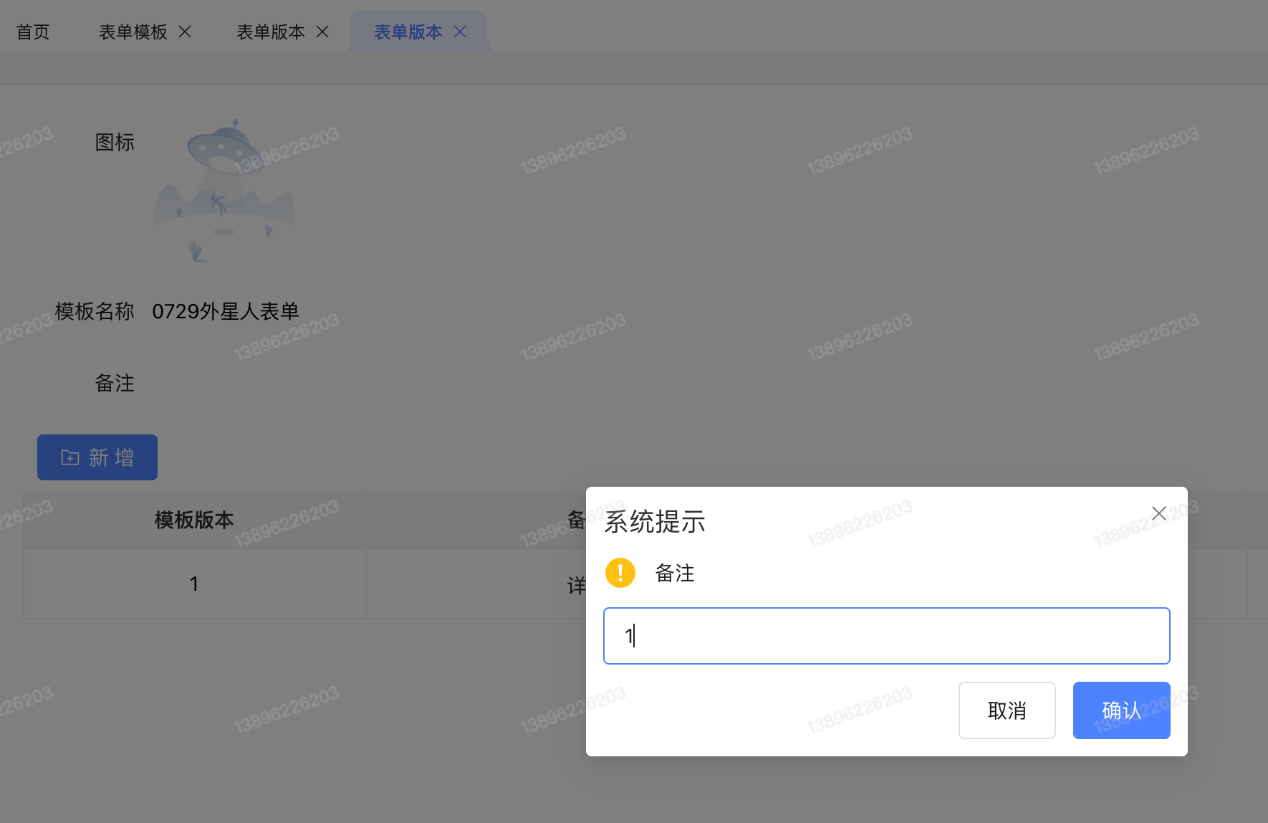 首页 表单模板 表单版本 表单版本
图标
模板名称 0729外星人表单
备注
新增
模板版本 备
1 详
系统提示
备注
1
取消 确认
13896226203